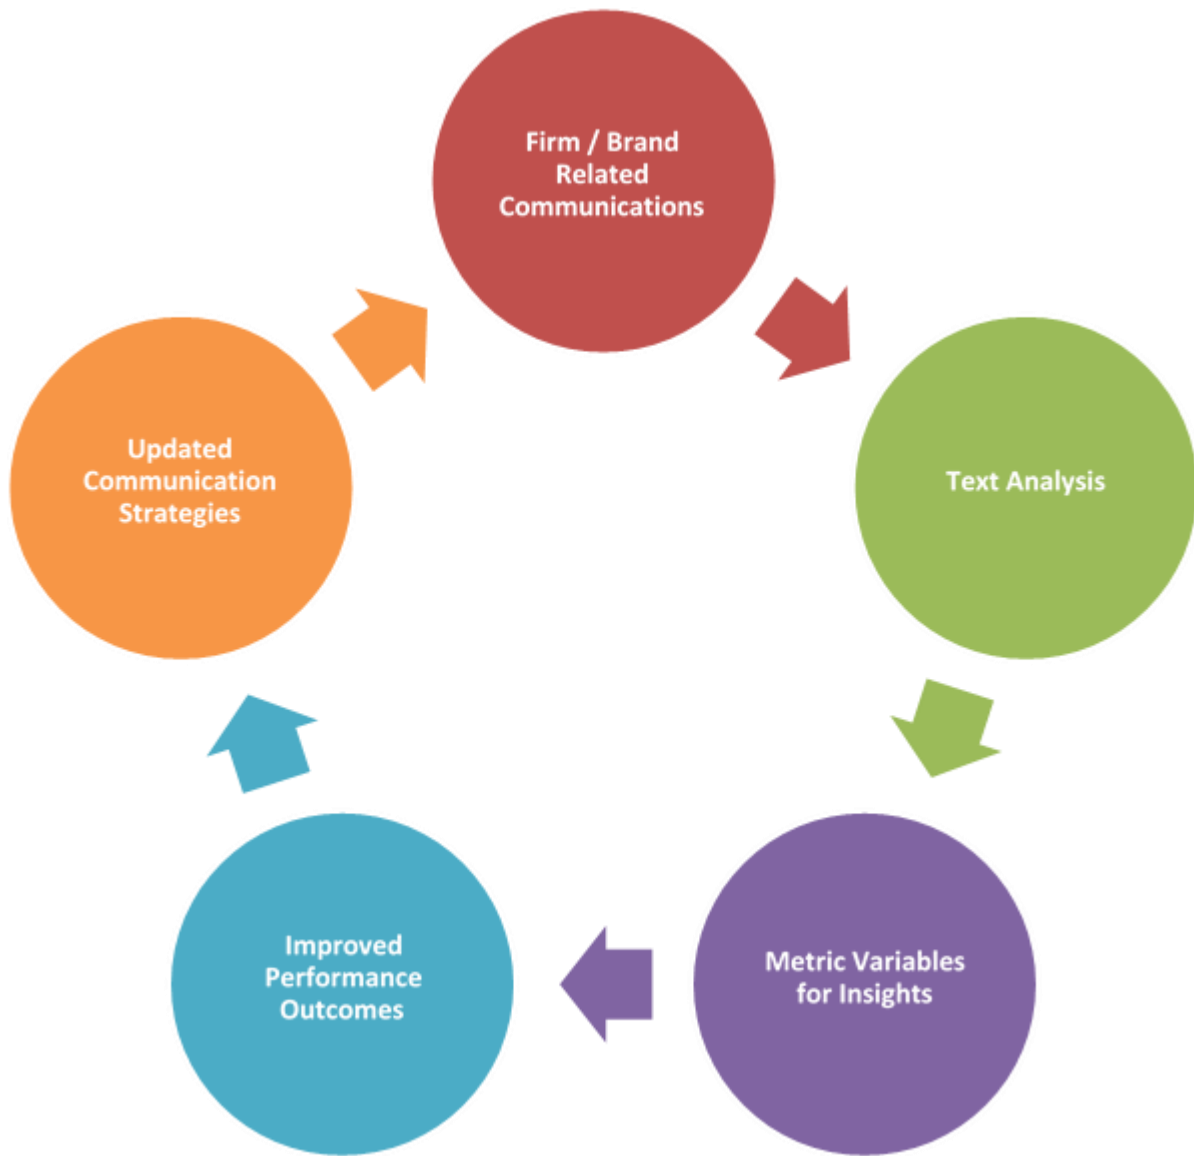 Firm / Brand
Related
Communications
Text Analysis
Metric Variables
for Insights
Improved
Performance
Outcomes
Updated
Communication
Strategies